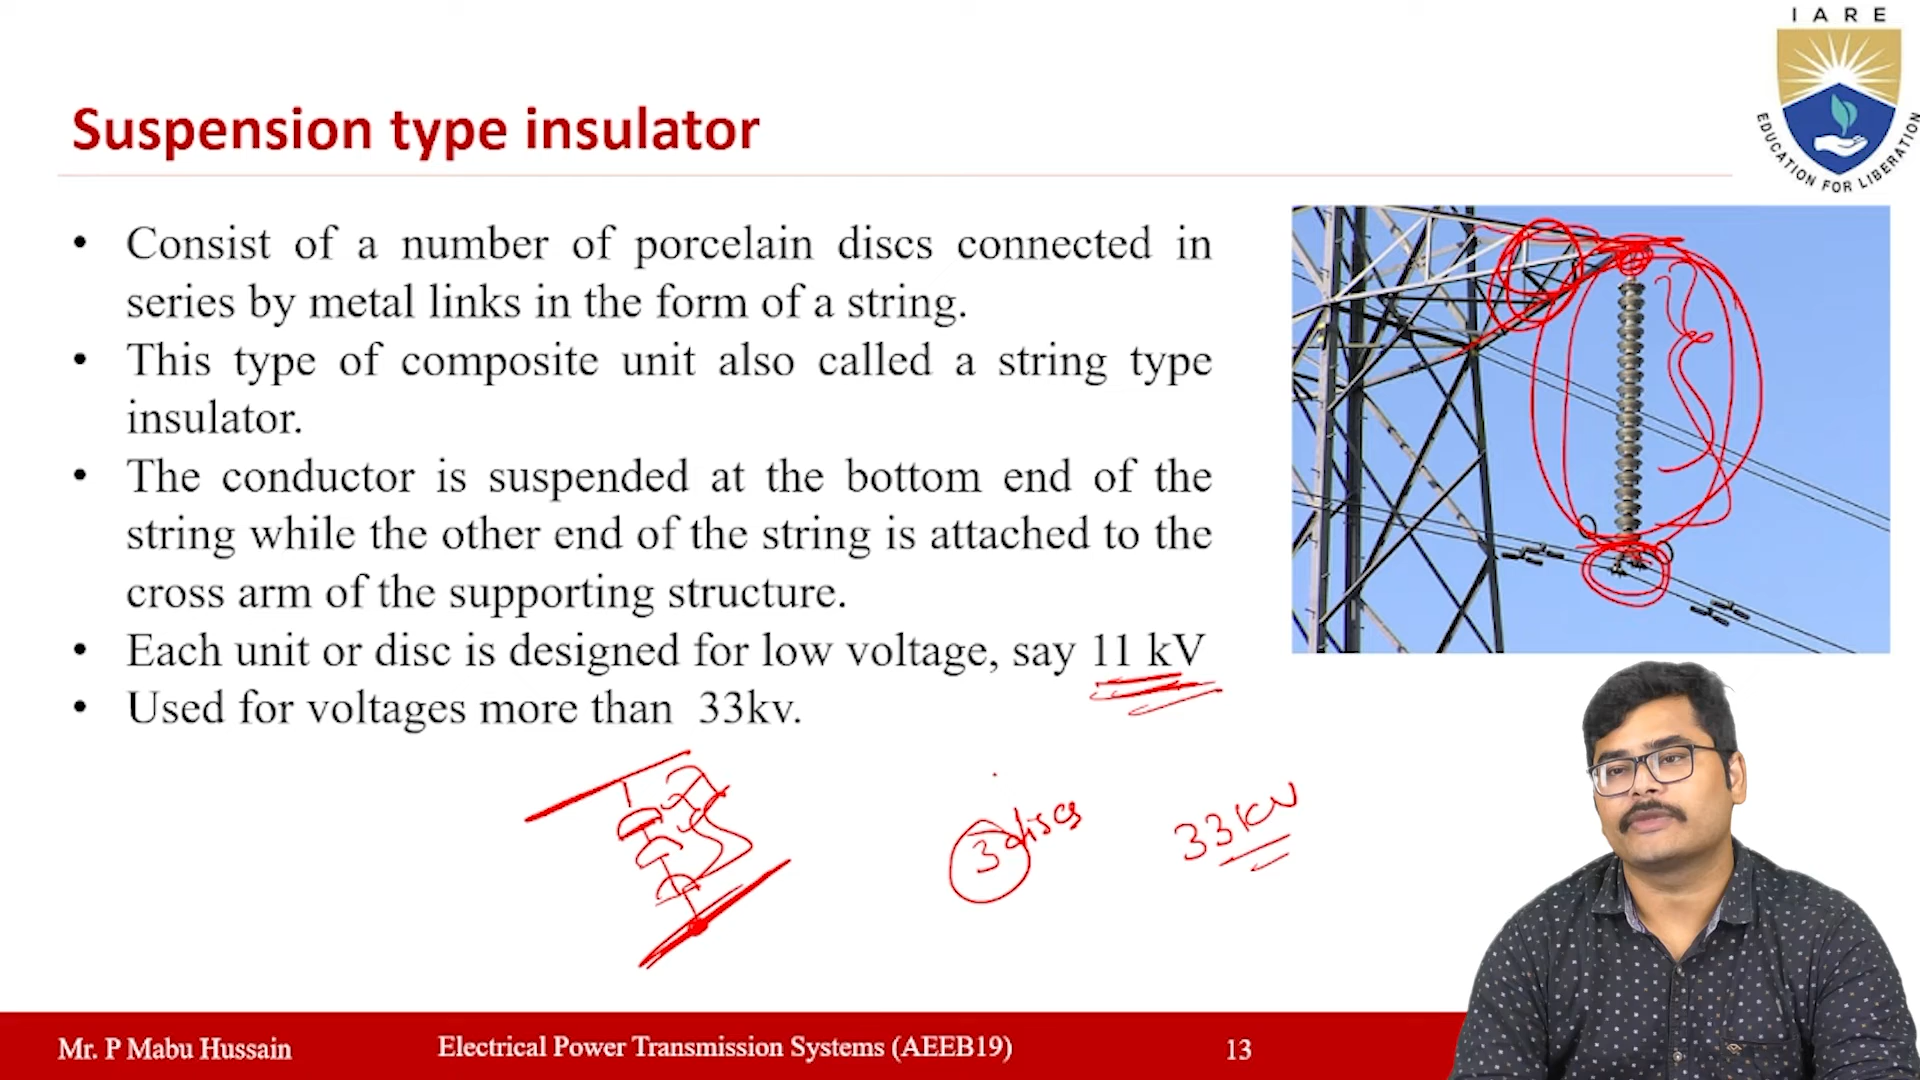 IARE
EDUCATION FOR LIBERATION
Suspension type insulator
• Consist of a number of porcelain discs connected in
series by metal links in the form of a string.
• This type of composite unit also called a string type
insulator.
• The conductor is suspended at the bottom end of the
string while the other end of the string is attached to the
cross arm of the supporting structure.
• Each unit or disc is designed for low voltage, say 11 kV
• Used for voltages more than 33kv.
3 discs
33 KV
Mr. P Mabu Hussain
Electrical Power Transmission Systems (AEEB19)
13